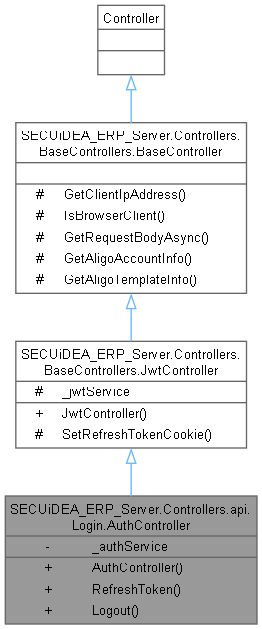 Controller
SECUiDEA_ERP_Server.Controllers.
BaseControllers.BaseController
# GetClientIpAddress()
# IsBrowserClient()
# GetRequestBodyAsync()
# GetAligoAccountInfo()
# GetAligoTemplateInfo()
SECUiDEA_ERP_Server.Controllers.
BaseControllers.JwtController
# _jwtService
+ JwtController()
# SetRefreshTokenCookie()
SECUiDEA_ERP_Server.Controllers.api.
Login.AuthController
- _authService
+ AuthController()
+ RefreshToken()
+ Logout()